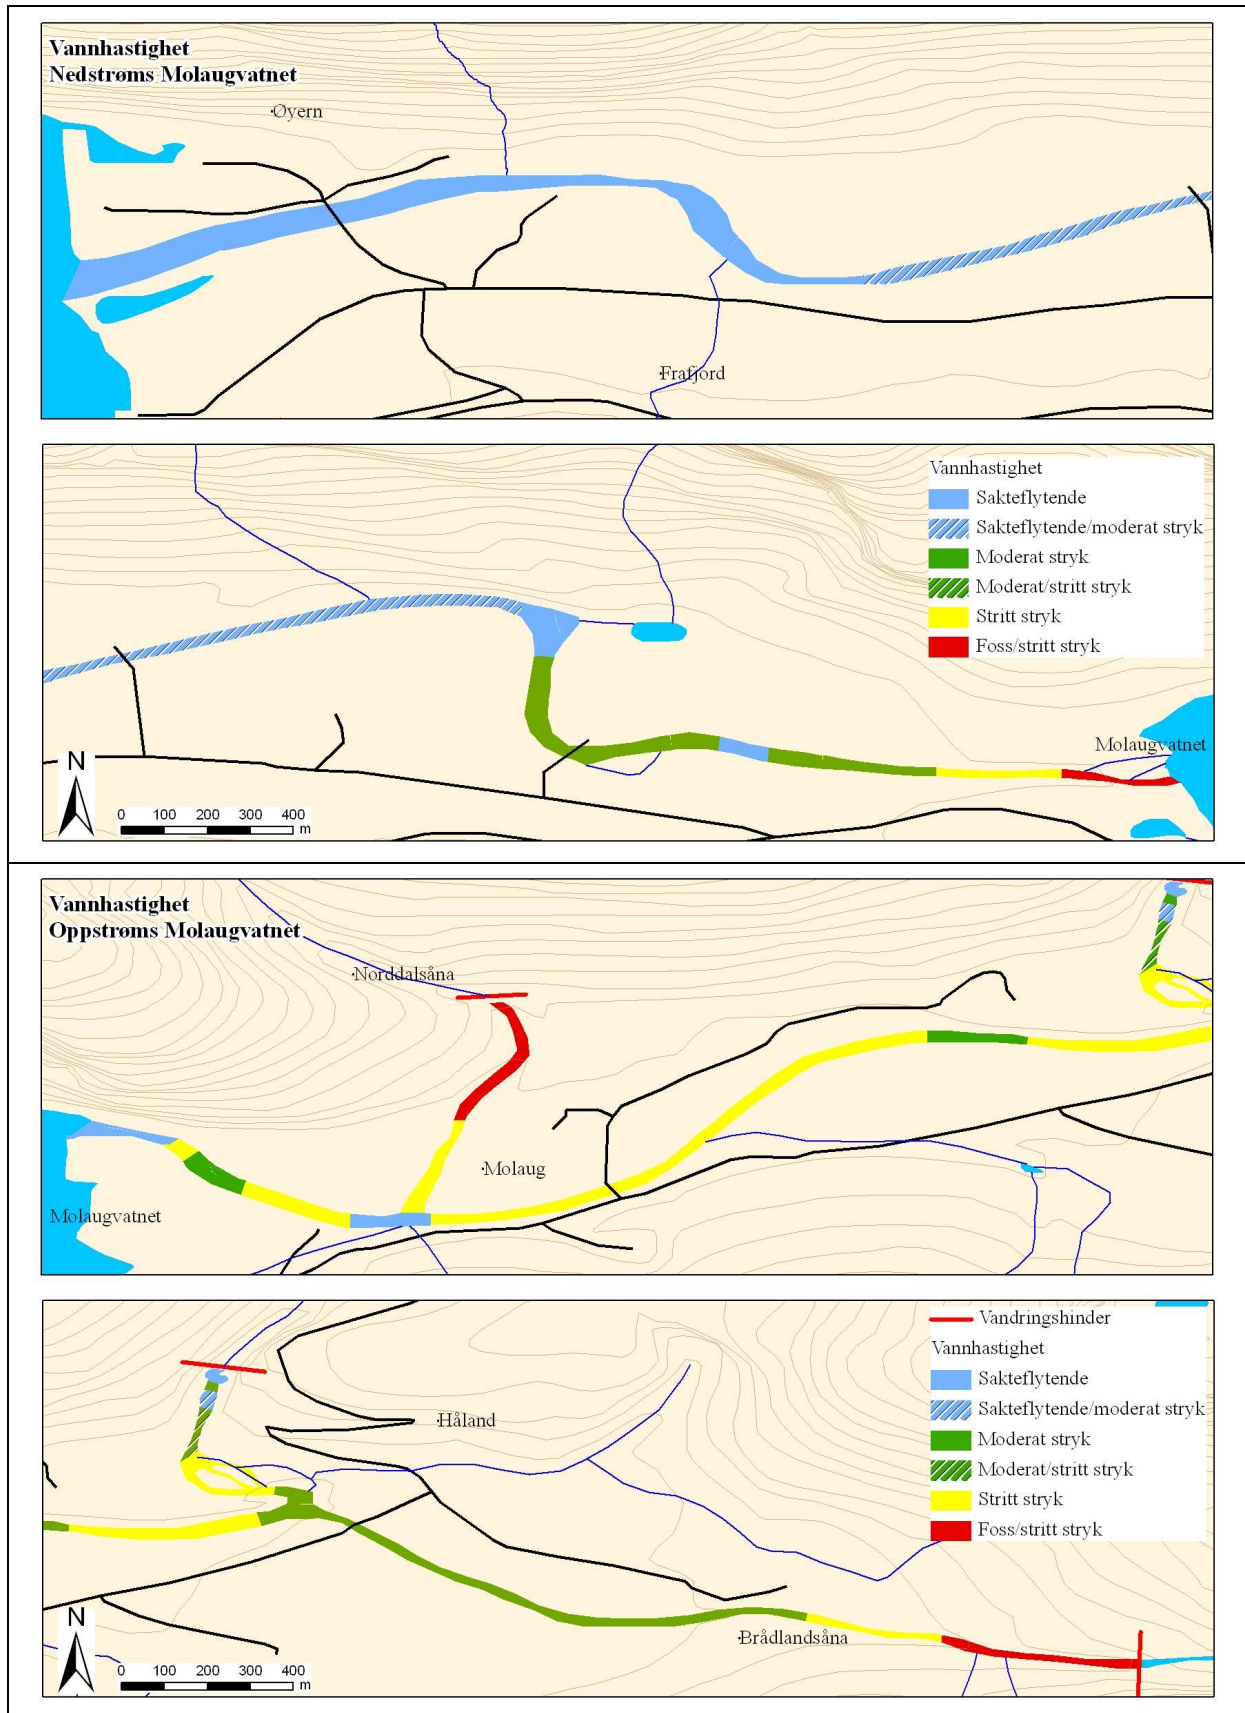 Vannhastighet
Nedstrøms Molaugvatnet
Øyern
Frafjord
Vannhastighet
Sakteflytende
Sakteflytende/moderat stryk
Moderat stryk
Moderat/stritt stryk
Stritt stryk
Foss/stritt stryk
Molaugvatnet
N
0 100 200 300 400
m
Vannhastighet
Oppstrøms Molaugvatnet
Norddalsåna
Molaug
Molaugvatnet
Vandringshinder
Vannhastighet
Sakteflytende
Sakteflytende/moderat stryk
Moderat stryk
Moderat/stritt stryk
Stritt stryk
Foss/stritt stryk
Håland
Brådlandsåna
N
0 100 200 300 400
m